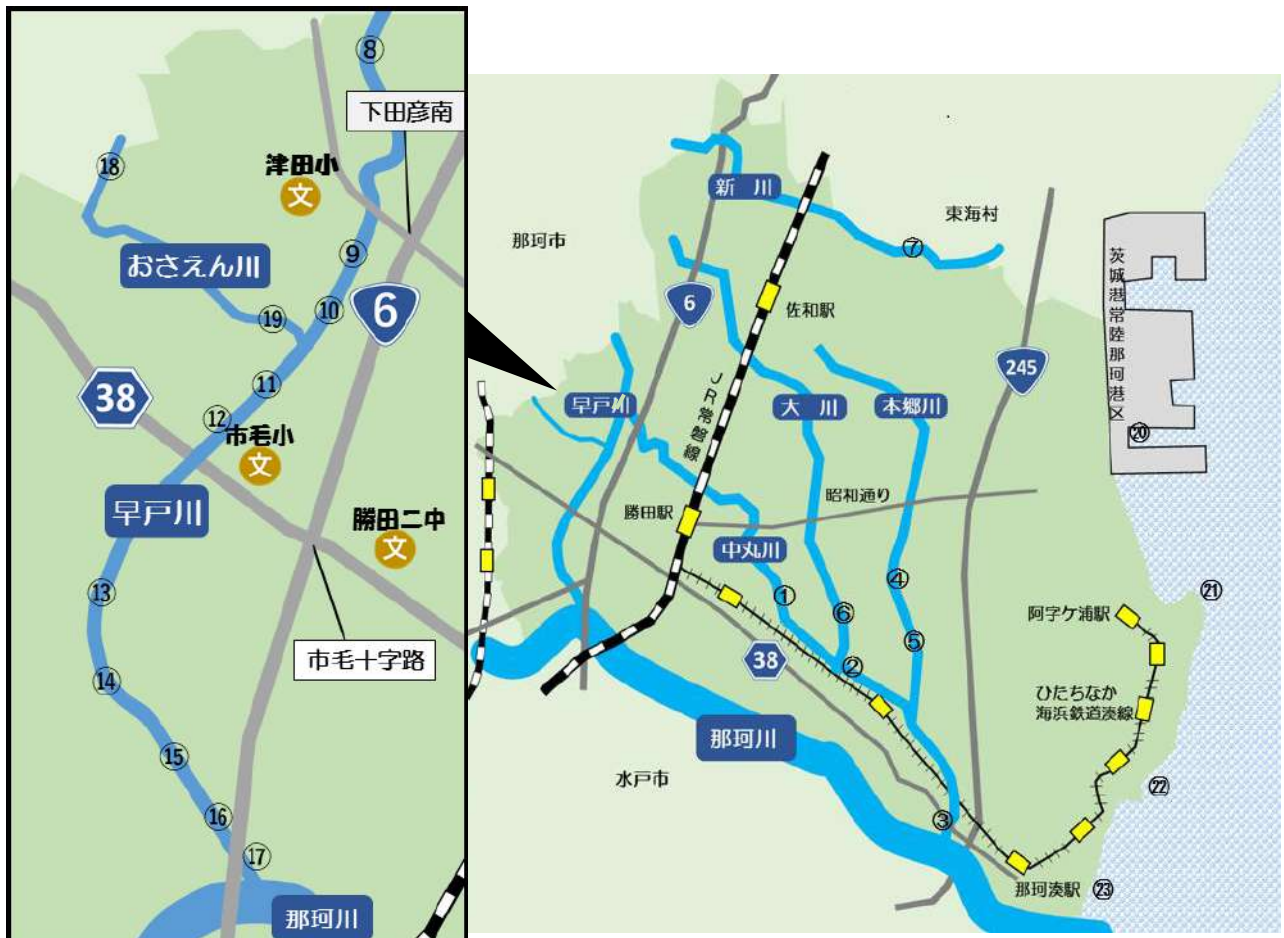 ⑧
下田彦南
⑱
津田小
文
⑨
おさえん川
⑩
6
⑲
38
⑪
⑫
市毛小
文
早戸川
勝田二中
文
⑬
市毛十字路
⑭
⑮
⑯
⑰
那珂川
新 川
東海村
那珂市
⑦
6
佐和駅
茨城港常陸那珂港区
245
JR常磐線
早戸川
大 川
本郷川
⑳
昭和通り
勝田駅
中丸川
④
㉑
①
⑥
阿字ケ浦駅
⑤
38
②
ひたちなか
海浜鉄道湊線
那珂川
水戸市
㉒
③
那珂湊駅
㉓